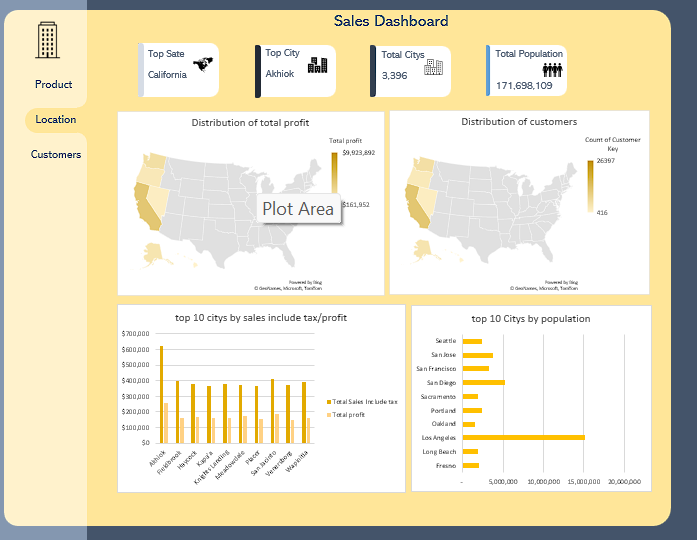 Sales Dashboard
Product
Location
Customers
Top Sate
California
Top City
Akhiok
Total Citys
3,396
Total Population
171,698,109
Distribution of total profit
Total profit
$9,923,892
$161,952
Plot Area
Powered by Bing
© GeoNames, Microsoft, TomTom
Distribution of customers
Count of Customer
Key
26397
416
Powered by Bing
© GeoNames, Microsoft, TomTom
top 10 citys by sales include tax/profit
$700,000
$600,000
$500,000
$400,000
$300,000
$200,000
$100,000
$0
Akhiok
Fieldbrook
Haycock
Kapa'a
Knights Landing
Meadowdale
Placer
San Jacinto
Venersborg
Wapinitia
Total Sales Include tax
Total profit
top 10 Citys by population
Seattle
San Jose
San Francisco
San Diego
Sacramento
Portland
Oakland
Los Angeles
Long Beach
Fresno
-
5,000,000
10,000,000
15,000,000
20,000,000